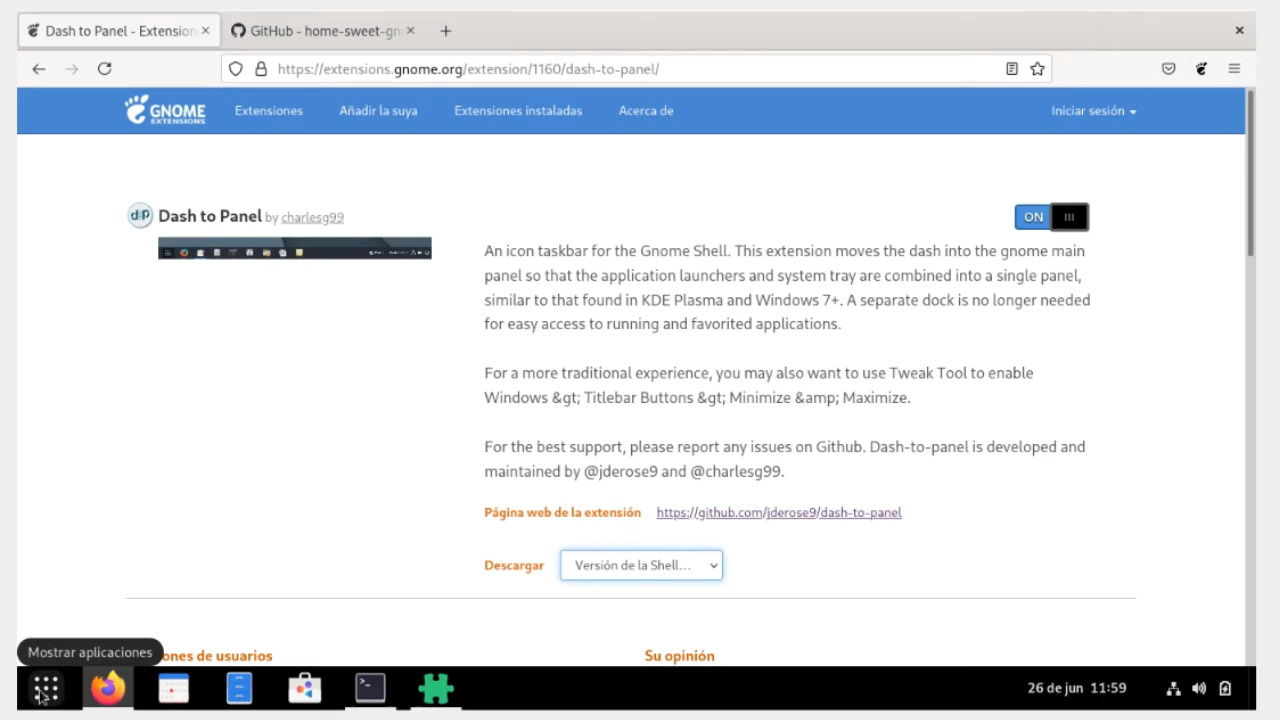 Dash to Panel - Extension
GitHub - home-sweet-gn
https://extensions.gnome.org/extension/1160/dash-to-panel/
GNOME
EXTENSIONS
Extensiones
Añadir la suya
Extensiones instaladas
Acerca de
Iniciar sesión
d▸P
Dash to Panel by charlesg99
ON
An icon taskbar for the Gnome Shell. This extension moves the dash into the gnome main
panel so that the application launchers and system tray are combined into a single panel,
similar to that found in KDE Plasma and Windows 7+. A separate dock is no longer needed
for easy access to running and favorited applications.
For a more traditional experience, you may also want to use Tweak Tool to enable
Windows &gt; Titlebar Buttons &gt; Minimize &amp; Maximize.
For the best support, please report any issues on Github. Dash-to-panel is developed and
maintained by @jderose9 and @charlesg99.
Página web de la extensión https://github.com/jderose9/dash-to-panel
Descargar Versión de la Shell...
Mostrar aplicaciones
ones de usuarios
Su opinión
26 de jun 11:59